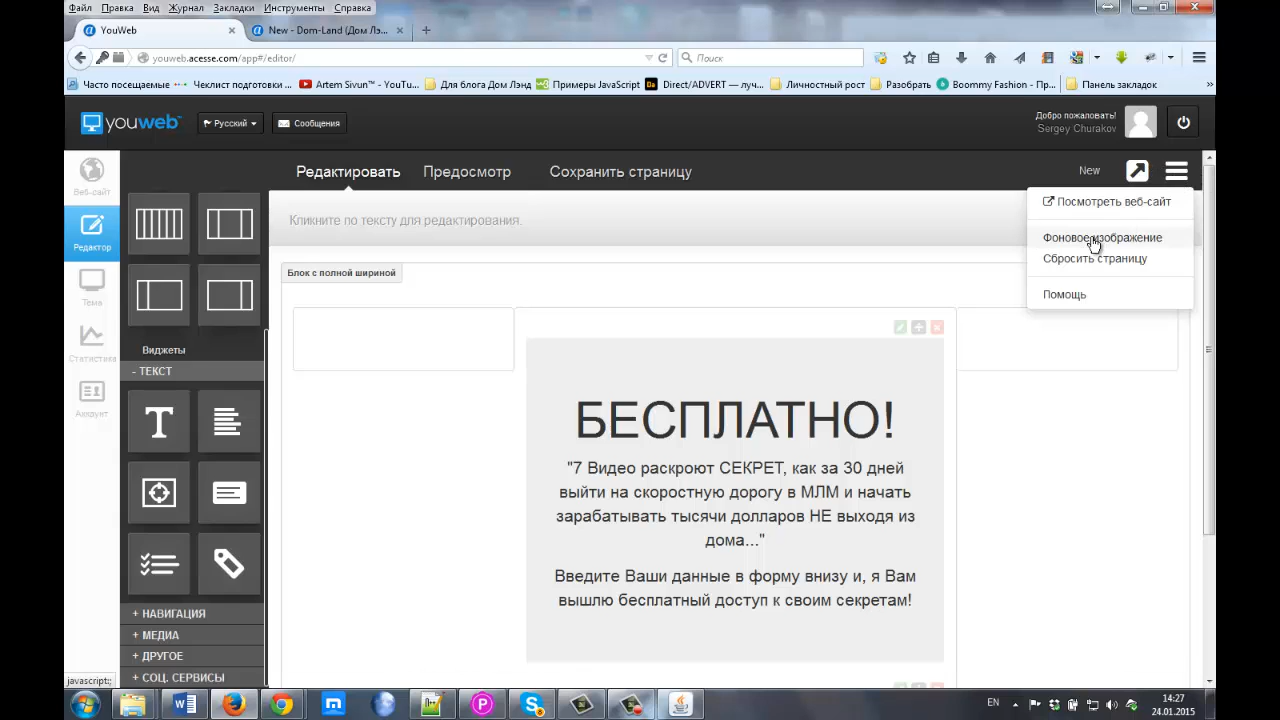 Файл Правка Вид Журнал Закладки Инструменты Справка
YouWeb
New - Dom-Land (Дом Лэ...
youweb.acesse.com/app#/editor/
Поиск
Часто посещаемые
Чеклист подготовк...
Artem Sivun™ - YouTu...
Для блога Дом Лэнд
Примеры JavaScript
Direct/ADVERT — луч...
Личностный рост
Разобрать
Boommy Fashion - Пр...
Панель закладок
youweb
Русский
Сообщения
Добро пожаловать!
Sergey Churakov
Веб-сайт
Редактор
Тема
Статистика
Аккаунт
Редактировать
Предосмотр
Сохранить страницу
New
Посмотреть веб-сайт
Фоновое изображение
Сбросить страницу
Помощь
Кликните по тексту для редактирования.
Блок с полной шириной
Виджеты
- ТЕКСТ
+ НАВИГАЦИЯ
+ МЕДИА
+ ДРУГОЕ
+ СОЦ. СЕРВИСЫ
БЕСПЛАТНО!
"7 Видео раскроют СЕКРЕТ, как за 30 дней
выйти на скоростную дорогу в МЛМ и начать
зарабатывать тысячи долларов НЕ выходя из
дома..."
Введите Ваши данные в форму внизу и, я Вам
вышлю бесплатный доступ к своим секретам!
javascript:;
EN
14:27
24.01.2015